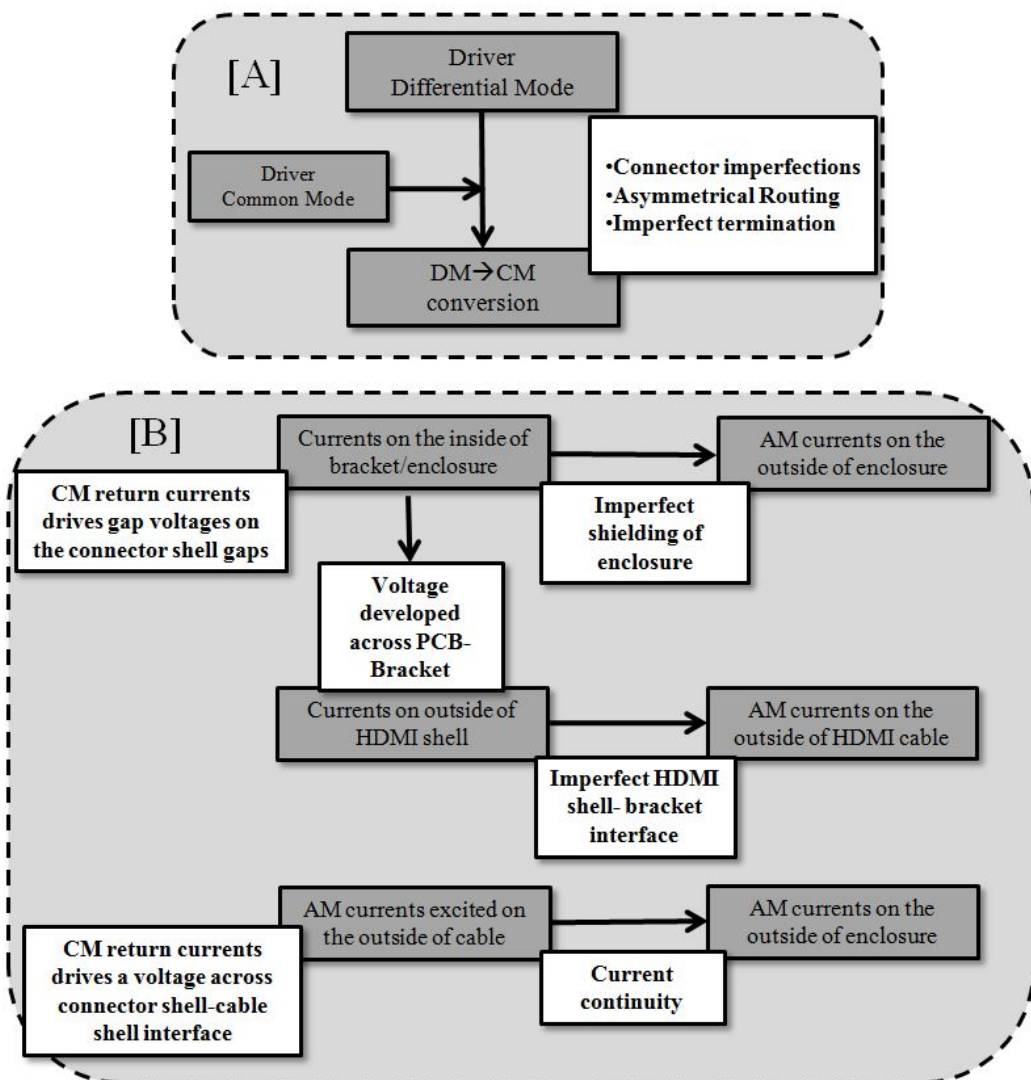 [A]
Driver
Differential Mode
Driver
Common Mode
•Connector imperfections
•Asymmetrical Routing
•Imperfect termination
DM→CM
conversion
[B]
Currents on the inside of
bracket/enclosure
AM currents on the
outside of enclosure
CM return currents
drives gap voltages on
the connector shell gaps
Imperfect
shielding of
enclosure
Voltage
developed
across PCB-
Bracket
Currents on outside of
HDMI shell
AM currents on the
outside of HDMI cable
Imperfect HDMI
shell- bracket
interface
AM currents excited on
the outside of cable
AM currents on the
outside of enclosure
CM return currents
drives a voltage across
connector shell-cable
shell interface
Current
continuity